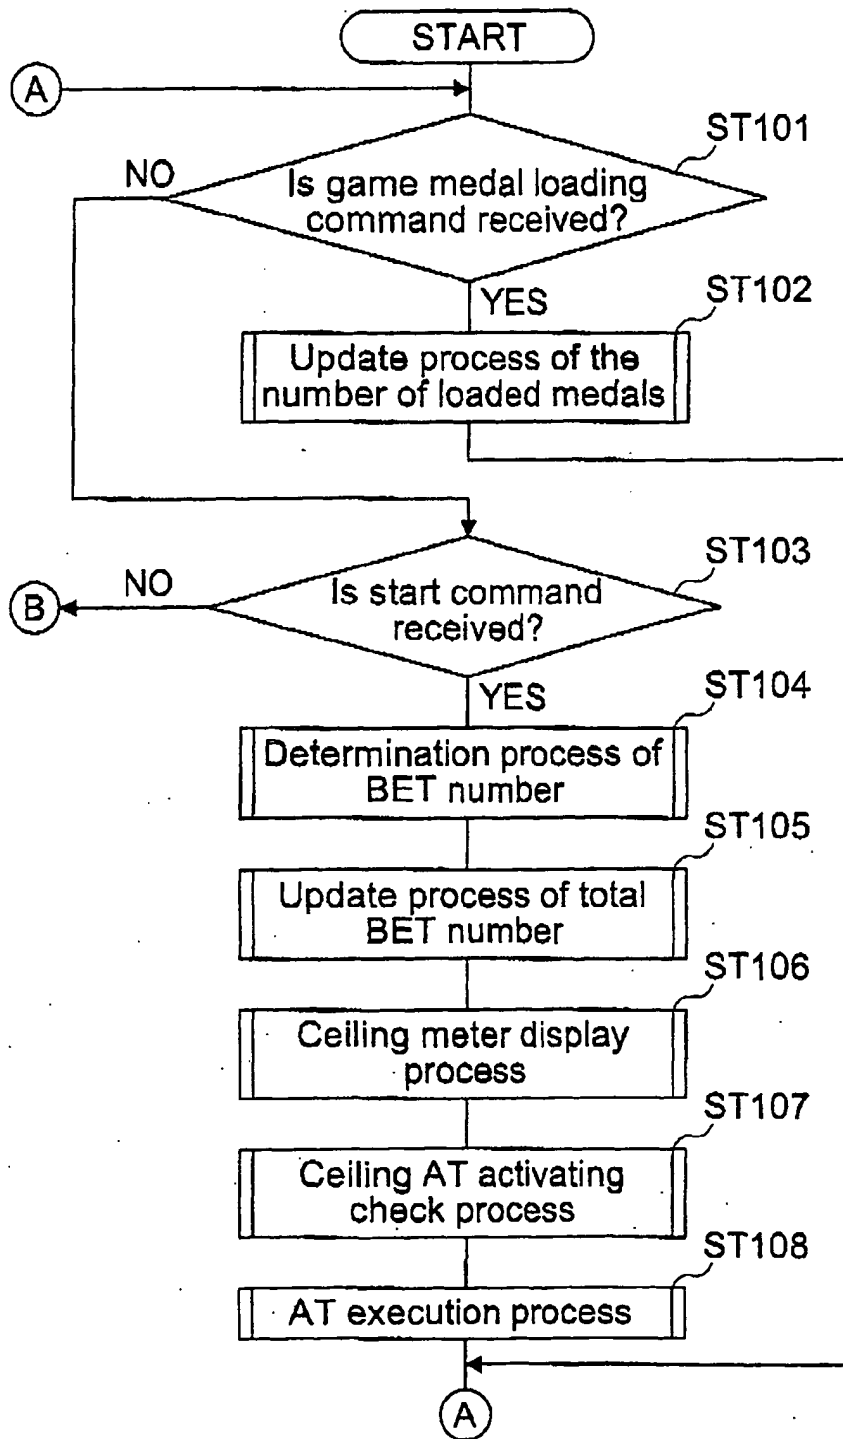 START
A
ST101
NO
Is game medal loading
command received?
YES
ST102
Update process of the
number of loaded medals
ST103
NO
B
Is start command
received?
YES
ST104
Determination process of
BET number
ST105
Update process of total
BET number
ST106
Ceiling meter display
process
ST107
Ceiling AT activating
check process
ST108
AT execution process
A